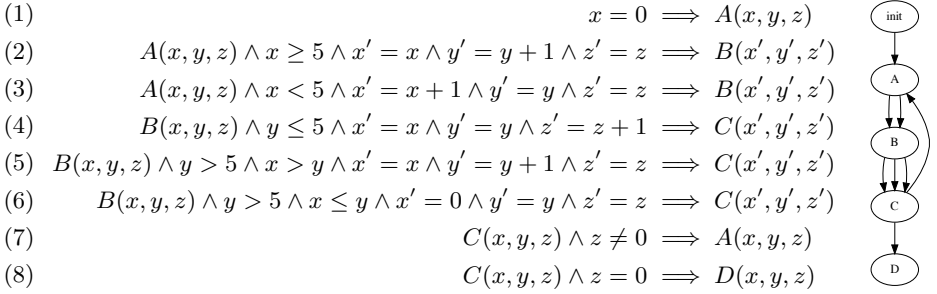 (1) x = 0 ⟹ A(x, y, z)
(2) A(x, y, z) ∧ x ≥ 5 ∧ x′ = x ∧ y′ = y + 1 ∧ z′ = z ⟹ B(x′, y′, z′)
(3) A(x, y, z) ∧ x < 5 ∧ x′ = x + 1 ∧ y′ = y ∧ z′ = z ⟹ B(x′, y′, z′)
(4) B(x, y, z) ∧ y ≤ 5 ∧ x′ = x ∧ y′ = y ∧ z′ = z + 1 ⟹ C(x′, y′, z′)
(5) B(x, y, z) ∧ y > 5 ∧ x > y ∧ x′ = x ∧ y′ = y + 1 ∧ z′ = z ⟹ C(x′, y′, z′)
(6) B(x, y, z) ∧ y > 5 ∧ x ≤ y ∧ x′ = 0 ∧ y′ = y ∧ z′ = z ⟹ C(x′, y′, z′)
(7) C(x, y, z) ∧ z ≠ 0 ⟹ A(x, y, z)
(8) C(x, y, z) ∧ z = 0 ⟹ D(x, y, z)
init
A
B
C
D